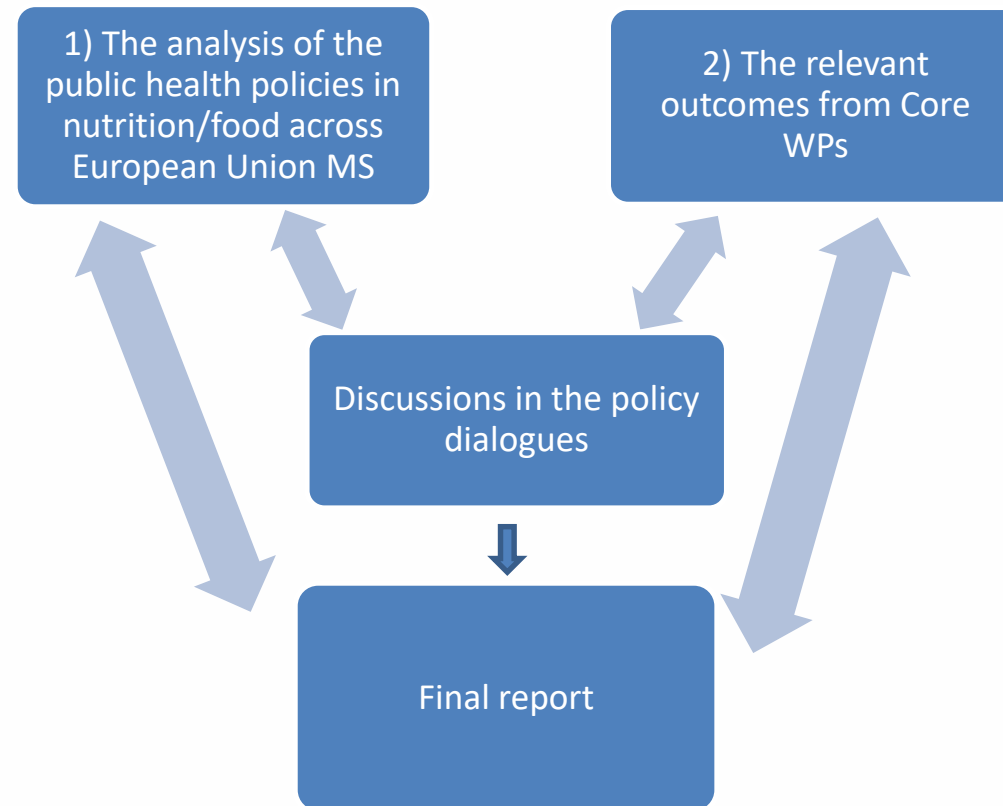 1) The analysis of the
public health policies in
nutrition/food across
European Union MS
2) The relevant
outcomes from Core
WPs
Discussions in the policy
dialogues
Final report